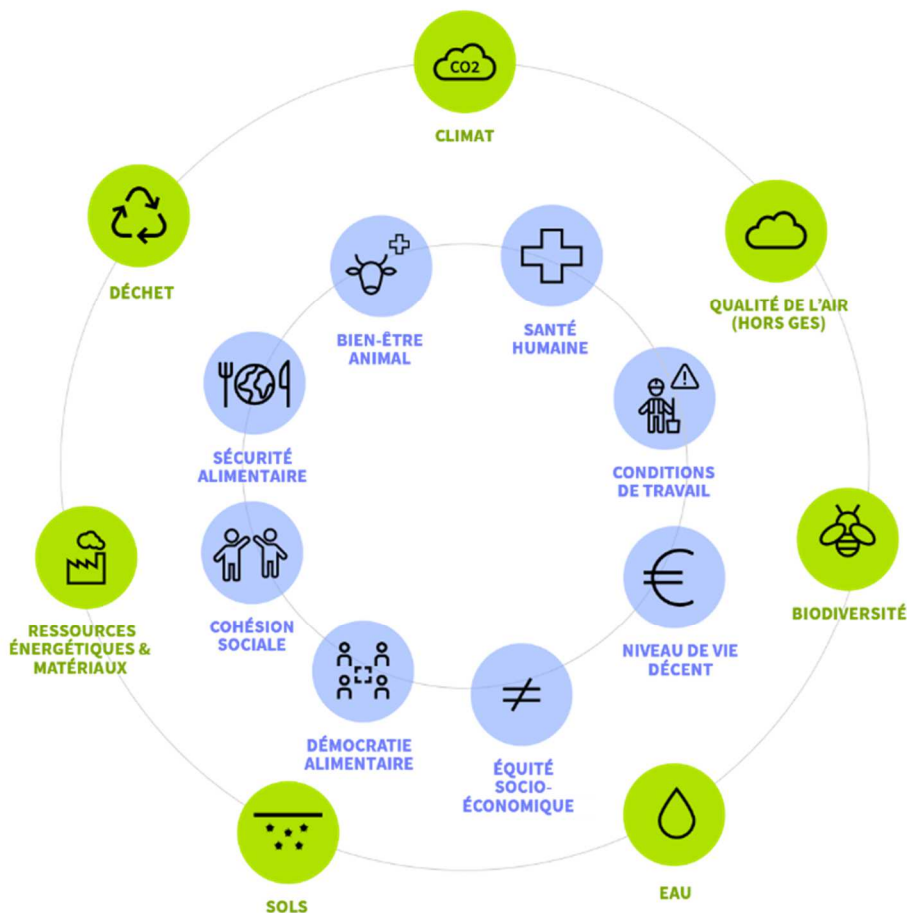 CO2
CLIMAT
DÉCHET
QUALITÉ DE L'AIR
(HORS GES)
BIEN-ÊTRE
ANIMAL
SANTÉ
HUMAINE
SÉCURITÉ
ALIMENTAIRE
CONDITIONS
DE TRAVAIL
RESSOURCES
ÉNERGÉTIQUES &
MATÉRIAUX
COHÉSION
SOCIALE
NIVEAU DE VIE
DÉCENT
BIODIVERSITÉ
DÉMOCRATIE
ALIMENTAIRE
ÉQUITÉ
SOCIO-
ÉCONOMIQUE
SOLS
EAU